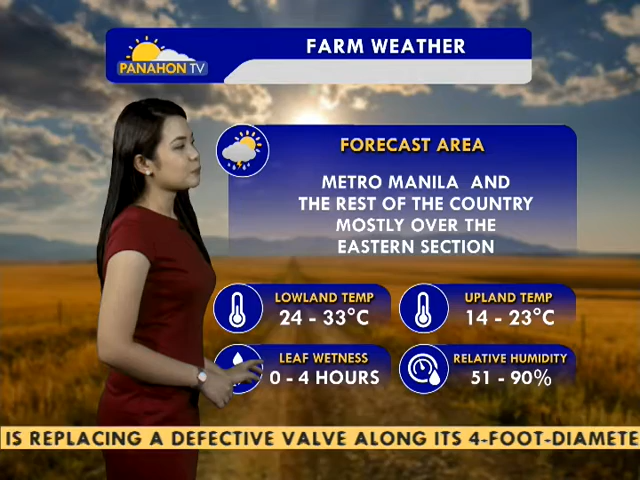 FARM WEATHER
PANAHON TV
FORECAST AREA
METRO MANILA AND
THE REST OF THE COUNTRY
MOSTLY OVER THE
EASTERN SECTION
LOWLAND TEMP
24 - 33°C
UPLAND TEMP
14 - 23°C
LEAF WETNESS
0 - 4 HOURS
RELATIVE HUMIDITY
51 - 90%
IS REPLACING A DEFECTIVE VALVE ALONG ITS 4-FOOT-DIAMETE